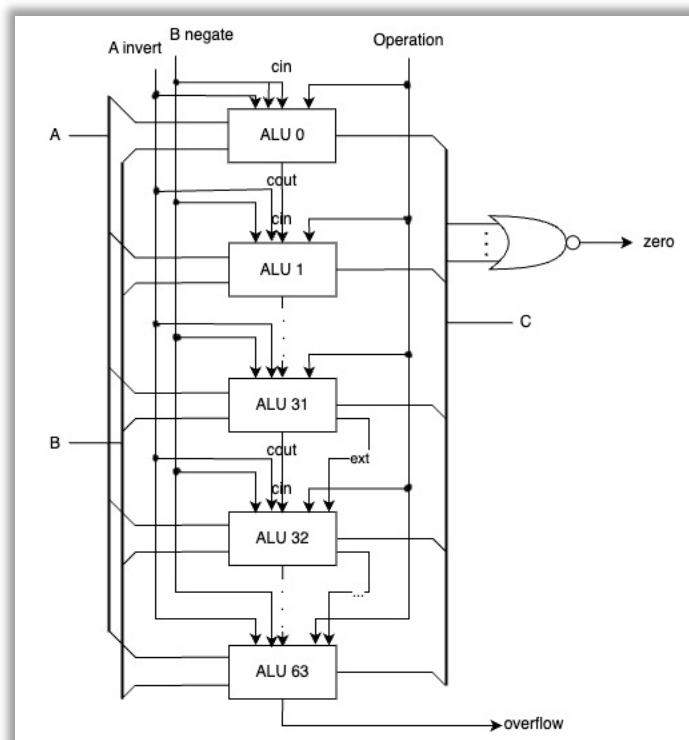 B negate
A invert
Operation
cin
A
ALU 0
cout
cin
zero
ALU 1
C
ALU 31
B
cout
ext
cin
ALU 32
...
ALU 63
overflow